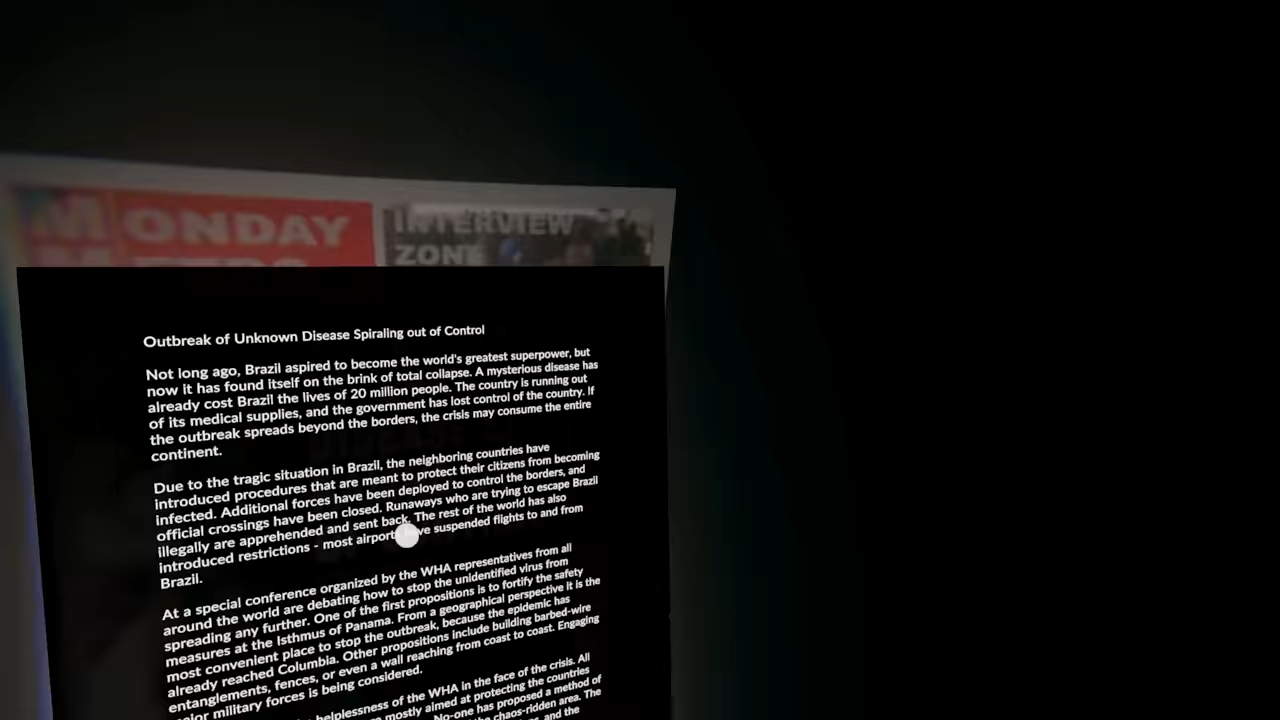 MONDAY
INTERVIEW
ZONE
Outbreak of Unknown Disease Spiraling out of Control
Not long ago, Brazil aspired to become the world's greatest superpower, but
now it has found itself on the brink of total collapse. A mysterious disease has
already cost Brazil the lives of 20 million people. The country is running out
of its medical supplies, and the government has lost control of the country. If
the outbreak spreads beyond the borders, the crisis may consume the entire
continent.
Due to the tragic situation in Brazil, the neighboring countries have
introduced procedures that are meant to protect their citizens from becoming
infected. Additional forces have been deployed to control the borders, and
official crossings have been closed. Runaways who are trying to escape Brazil
illegally are apprehended and sent back. The rest of the world has also
introduced restrictions - most airports have suspended flights to and from
Brazil.
At a special conference organized by the WHA representatives from all
around the world are debating how to stop the unidentified virus from
spreading any further. One of the first propositions is to fortify the safety
measures at the Isthmus of Panama. From a geographical perspective it is the
most convenient place to stop the outbreak, because the epidemic has
already reached Columbia. Other propositions include building barbed-wire
entanglements, fences, or even a wall reaching from coast to coast. Engaging
major military forces is being considered.
helplessness of the WHA in the face of the crisis. All
mostly aimed at protecting the countries
No-one has proposed a method of
the chaos-ridden area. The
and the